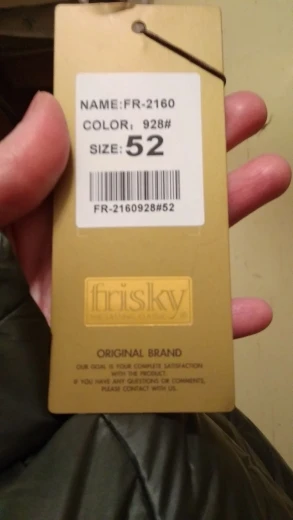 NAME:FR-2160
COLOR: 928#
SIZE: 52
FR-2160928#52
frisky®
ORIGINAL BRAND
OUR GOAL IS YOUR COMPLETE SATISFACTION
WITH THE PRODUCT.
IF YOU HAVE ANY QUESTIONS OR COMMENTS,
PLEASE CONTACT WITH US.